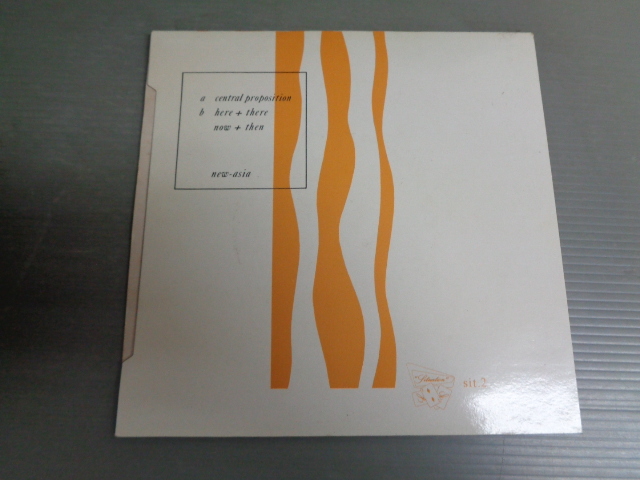 a central proposition
b here + there
now + then
new-asia
sit.2